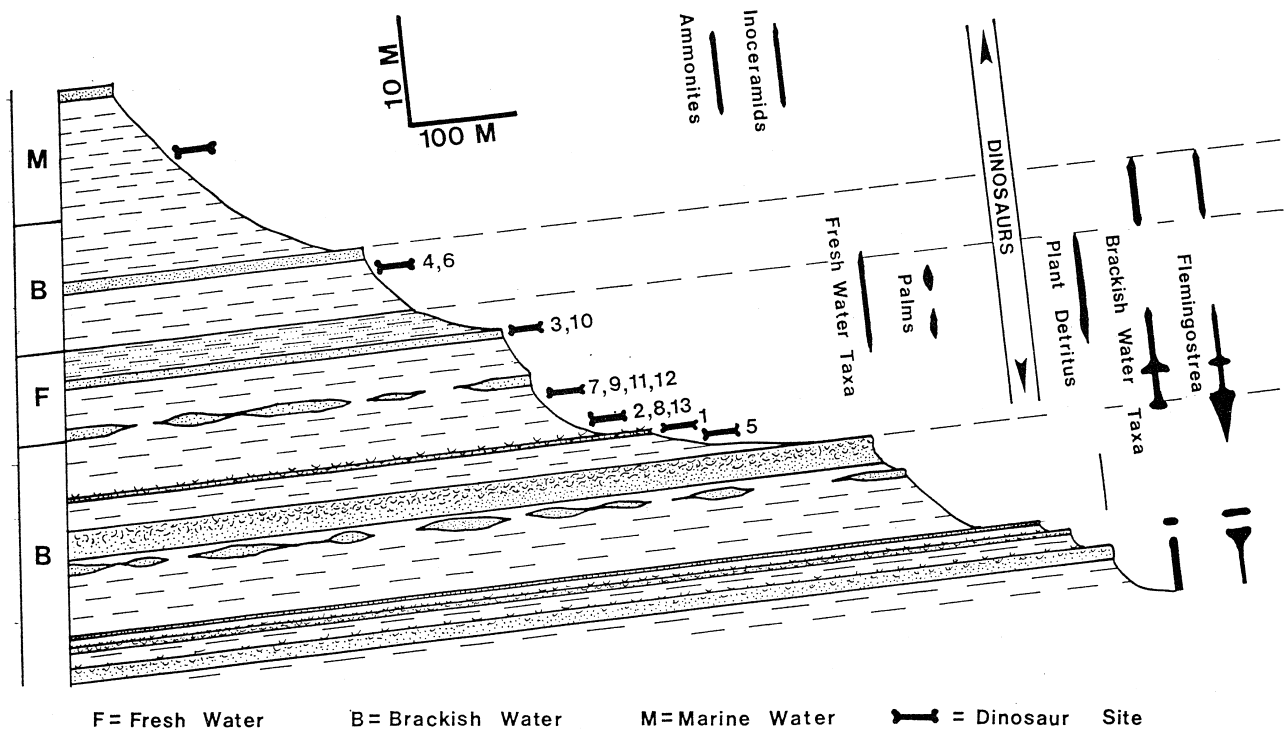 10 M
100 M
Ammonites
Inoceramids
M
B
F
B
4,6
3,10
7,9,11,12
2,8,13
1
5
Fresh Water Taxa
Palms
DINOSAURS
Plant Detritus
Brackish Water Taxa
Flemingostrea
F= Fresh Water
B= Brackish Water
M= Marine Water
= Dinosaur Site